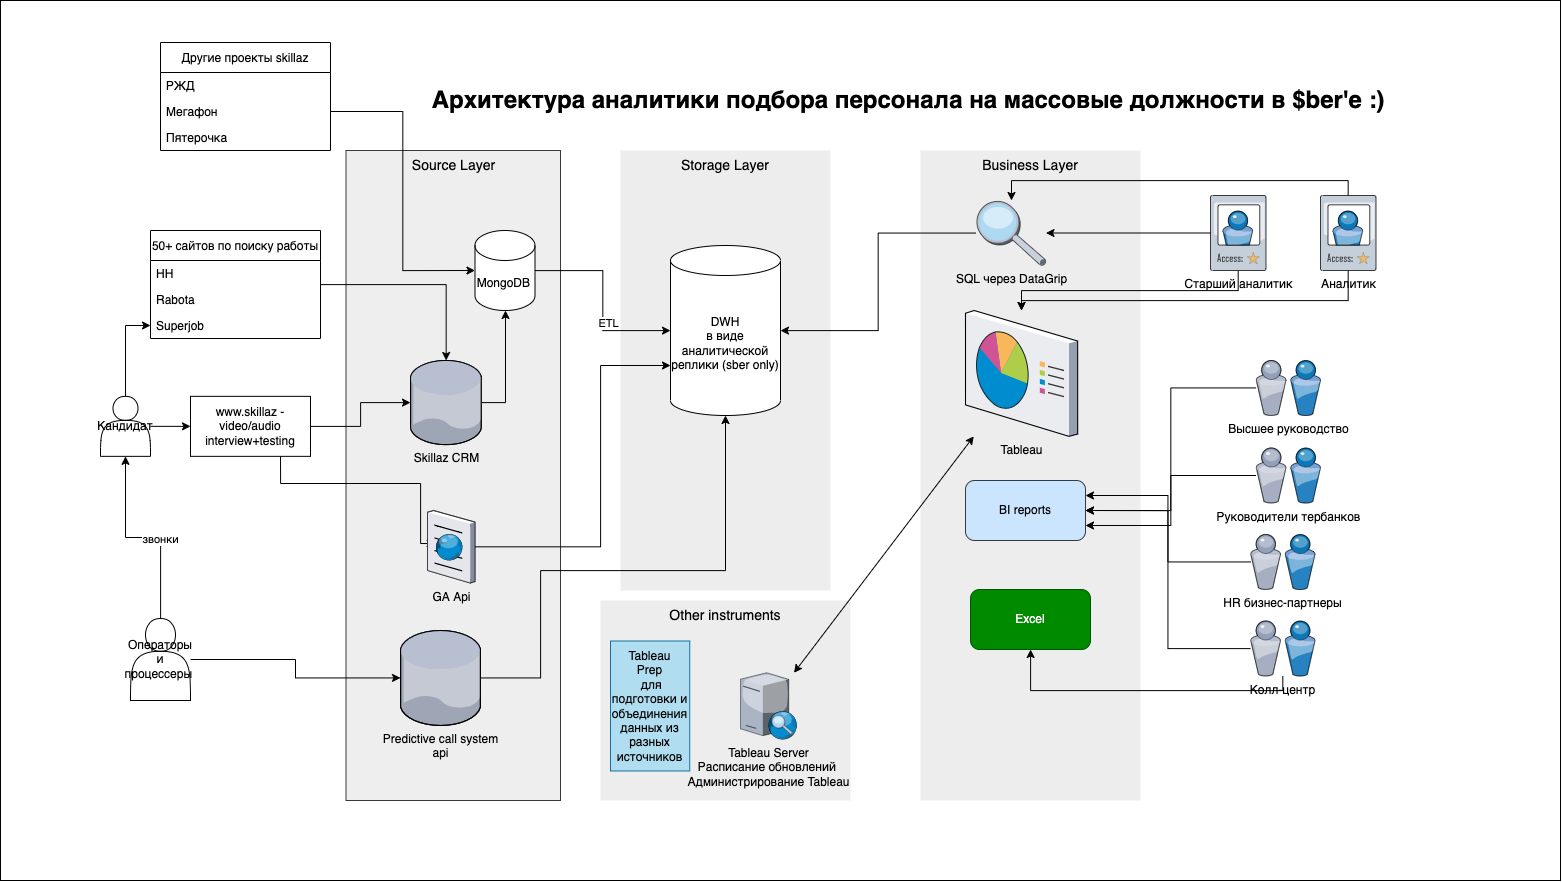 Другие проекты skillaz
РЖД
Мегафон
Пятерочка
Архитектура аналитики подбора персонала на массовые должности в $ber'e :)
Source Layer
Storage Layer
Business Layer
50+ сайтов по поиску работы
HH
Rabota
Superjob
MongoDB
ETL
DWH
в виде
аналитической
реплики (sber only)
SQL через DataGrip
Access:
Старший аналитик
Access:
Аналитик
Кандидат
www.skillaz -
video/audio
interview+testing
Skillaz CRM
Tableau
Высшее руководство
BI reports
Руководители тербанков
звонки
GA Api
HR бизнес-партнеры
Excel
Колл-центр
Операторы
и
процессеры
Predictive call system
api
Other instruments
Tableau
Prep
для
подготовки и
объединения
данных из
разных
источников
Tableau Server
Расписание обновлений
Администрирование Tableau